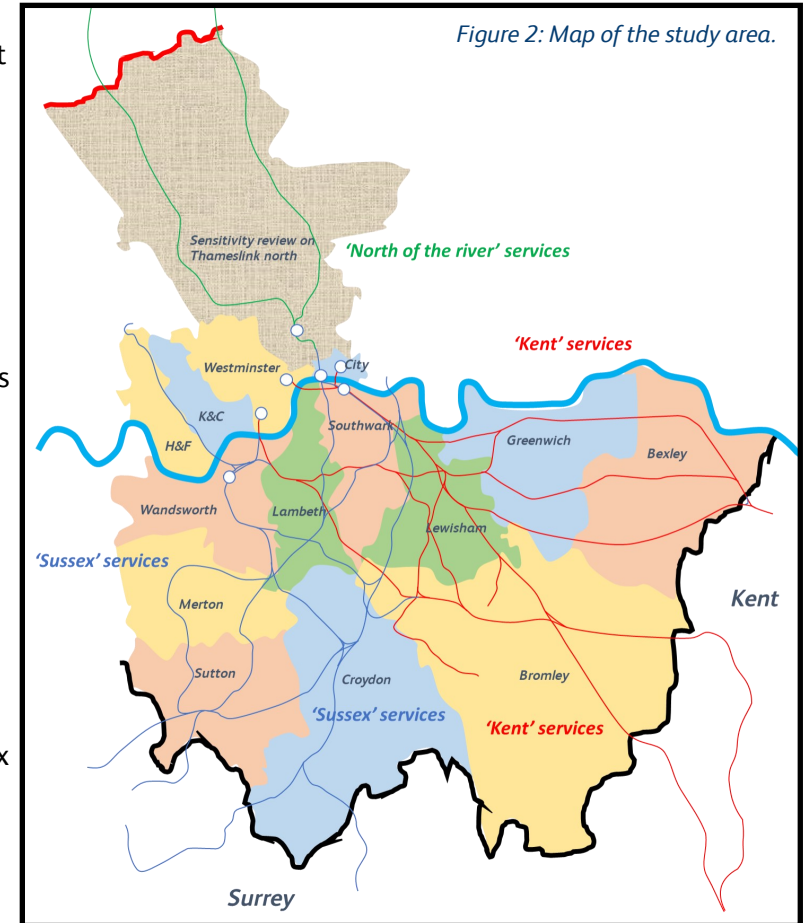 t
s
x
Figure 2: Map of the study area.
Sensitivity review on
Thameslink north
'North of the river' services
'Kent' services
Westminster
City
K&C
Southwark
Greenwich
H&F
Bexley
Wandsworth
Lambeth
Lewisham
'Sussex' services
Kent
Merton
Sutton
Croydon
Bromley
'Sussex' services
'Kent' services
Surrey